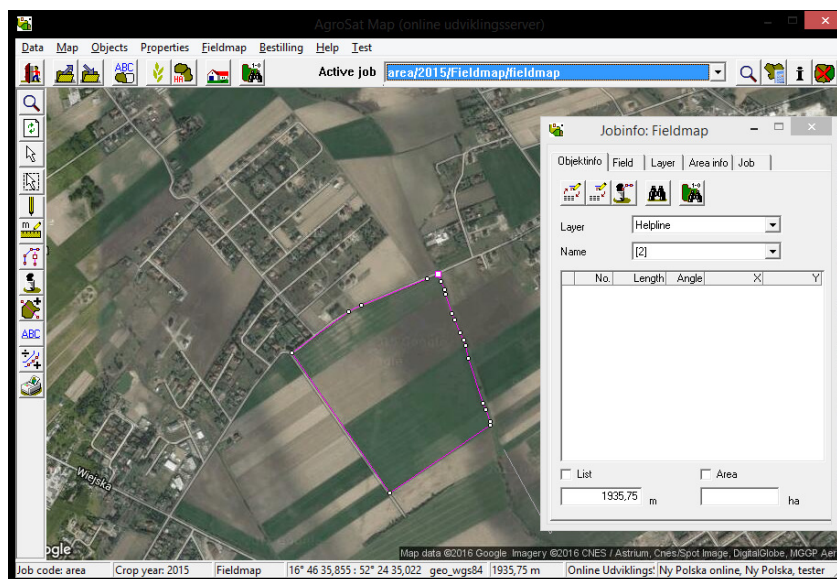 AgroSat Map (online udviklingsserver)
Data Map Objects Properties Fieldmap Bestilling Help Test
ABC HA Active job area/2015/Fieldmap/fieldmap
Jobinfo: Fieldmap
Objektinfo Field Layer Area info Job
Layer Helpline
Name [2]
No. Length Angle X Y
m
ABC
List Area
1935,75 m ha
Wiejska
ogle
Map data ©2016 Google Imagery ©2016 CNES / Astrium, Cnes/Spot Image, DigitalGlobe, MGGP Aer
Job code: area Crop year: 2015 Fieldmap 16° 46 35,855 : 52° 24 35,022 geo_wgs84 1935,75 m Online Udviklings: Ny Polska online, Ny Polska, tester